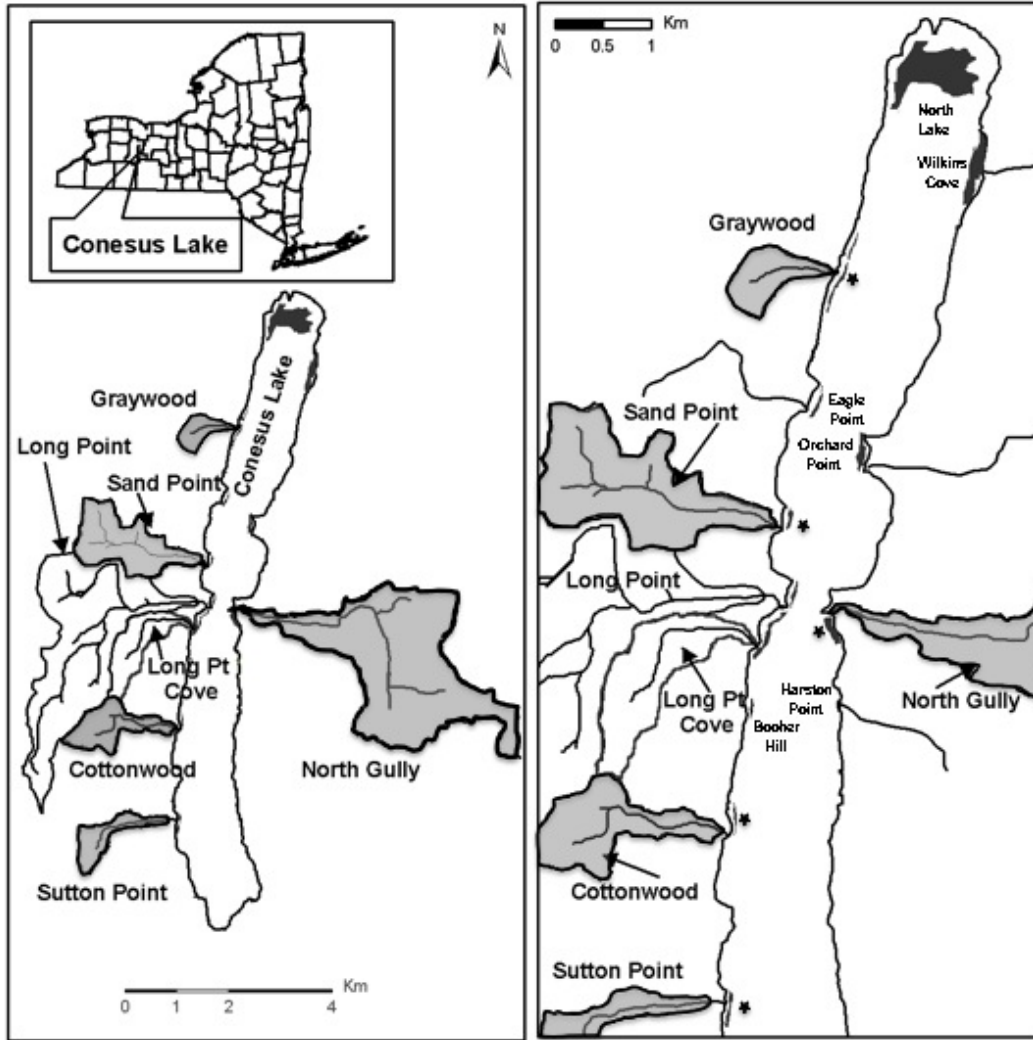 N
Conesus Lake
Graywood
Long Point
Sand Point
Conesus Lake
Long Pt
Cove
Cottonwood
North Gully
Sutton Point
Km
0 1 2 4
Km
0 0.5 1
North
Lake
Wilkins
Cove
Graywood
Eagle
Point
Sand Point
Orchard
Point
Long Point
Long Pt
Cove
North Gully
Harston
Point
Booher
Hill
Cottonwood
Sutton Point